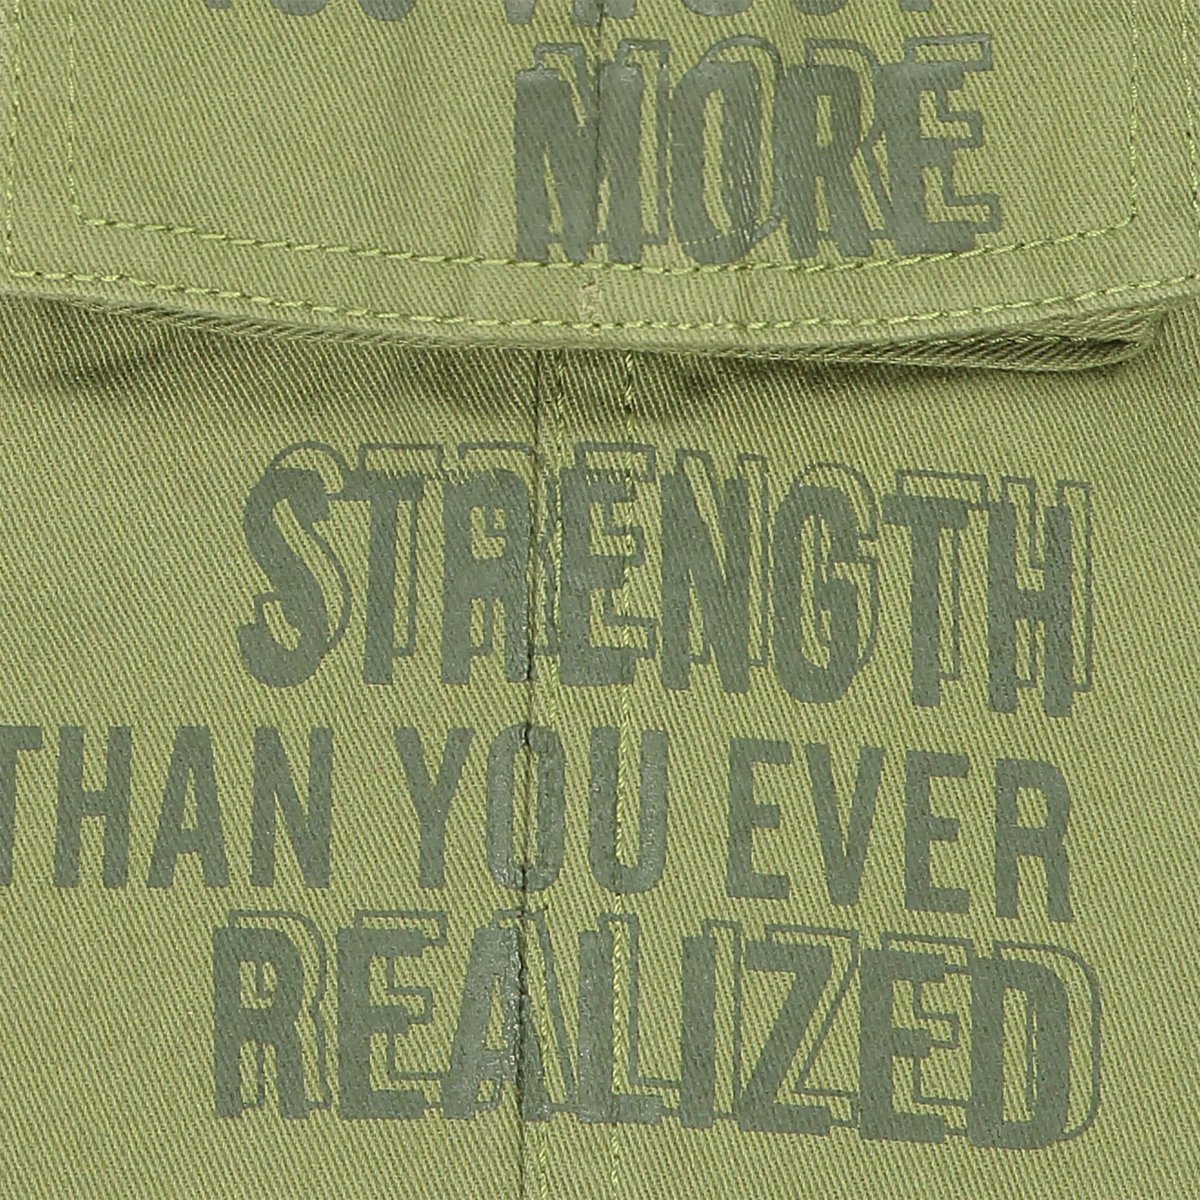 MORE
STRENGTH
THAN YOU EVER
REALIZED